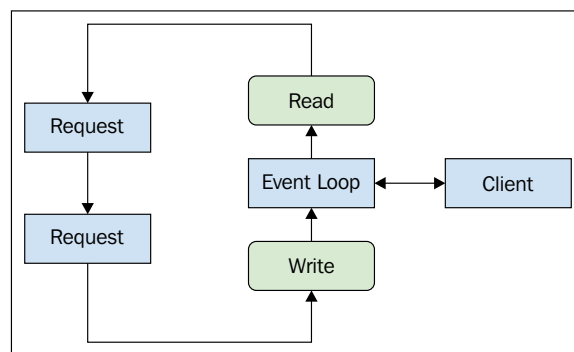 Read
Request
Event Loop
Client
Request
Write